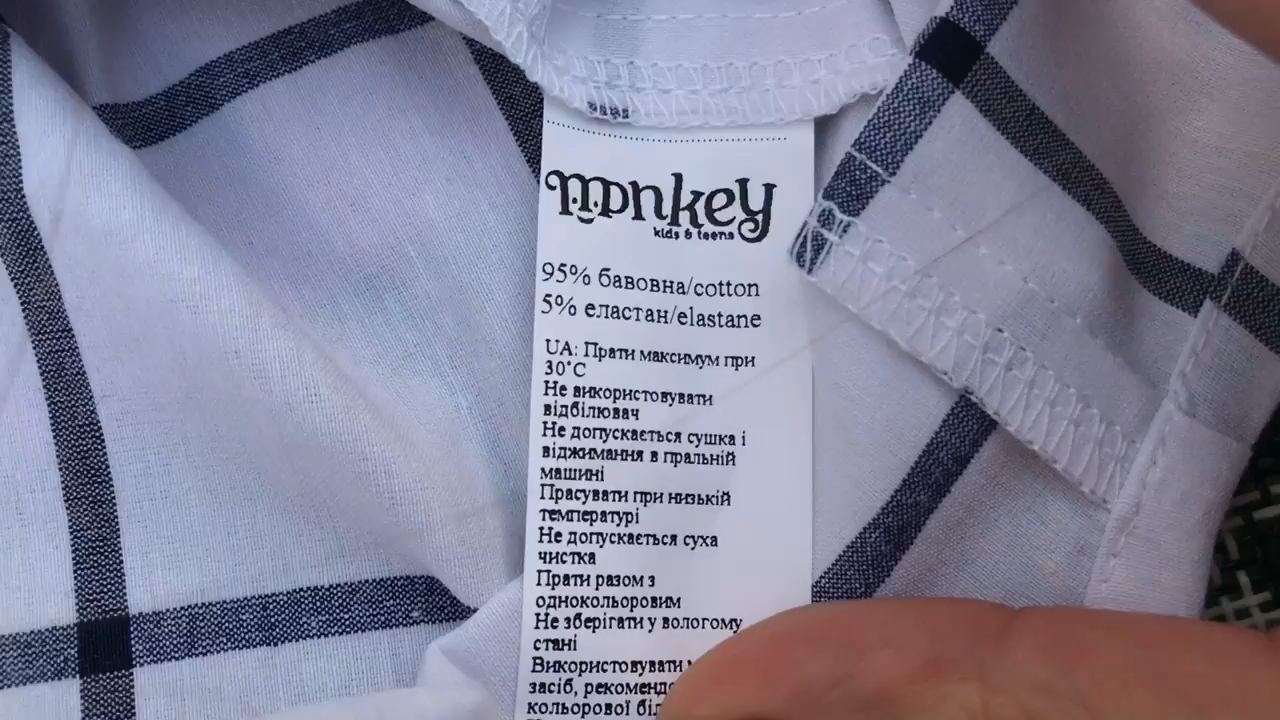 monkey
kids & teens
95% бавовна/cotton
5% еластан/elastane
UA: Прати максимум при
30°C
Не використовувати
відбілювач
Не допускається сушка і
віджимання в пральній
машині
Прасувати при низькій
температурі
Не допускається суха
чистка
Прати разом з
однокольоровим
Не зберігати у вологому
стані
Використовувати
засіб,
кольорової